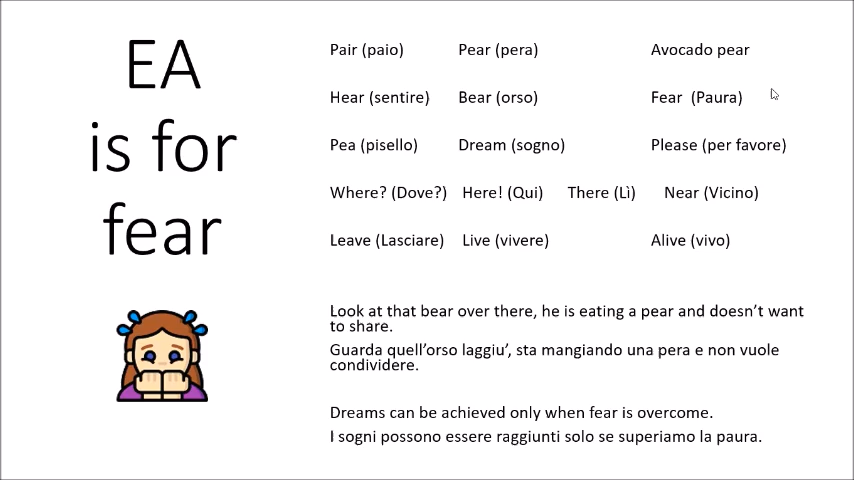 EA
is for
fear
Pair (paio) Pear (pera) Avocado pear
Hear (sentire) Bear (orso) Fear (Paura)
Pea (pisello) Dream (sogno) Please (per favore)
Where? (Dove?) Here! (Qui) There (Lì) Near (Vicino)
Leave (Lasciare) Live (vivere) Alive (vivo)
Look at that bear over there, he is eating a pear and doesn’t want
to share.
Guarda quell’orso laggiu’, sta mangiando una pera e non vuole
condividere.
Dreams can be achieved only when fear is overcome.
I sogni possono essere raggiunti solo se superiamo la paura.